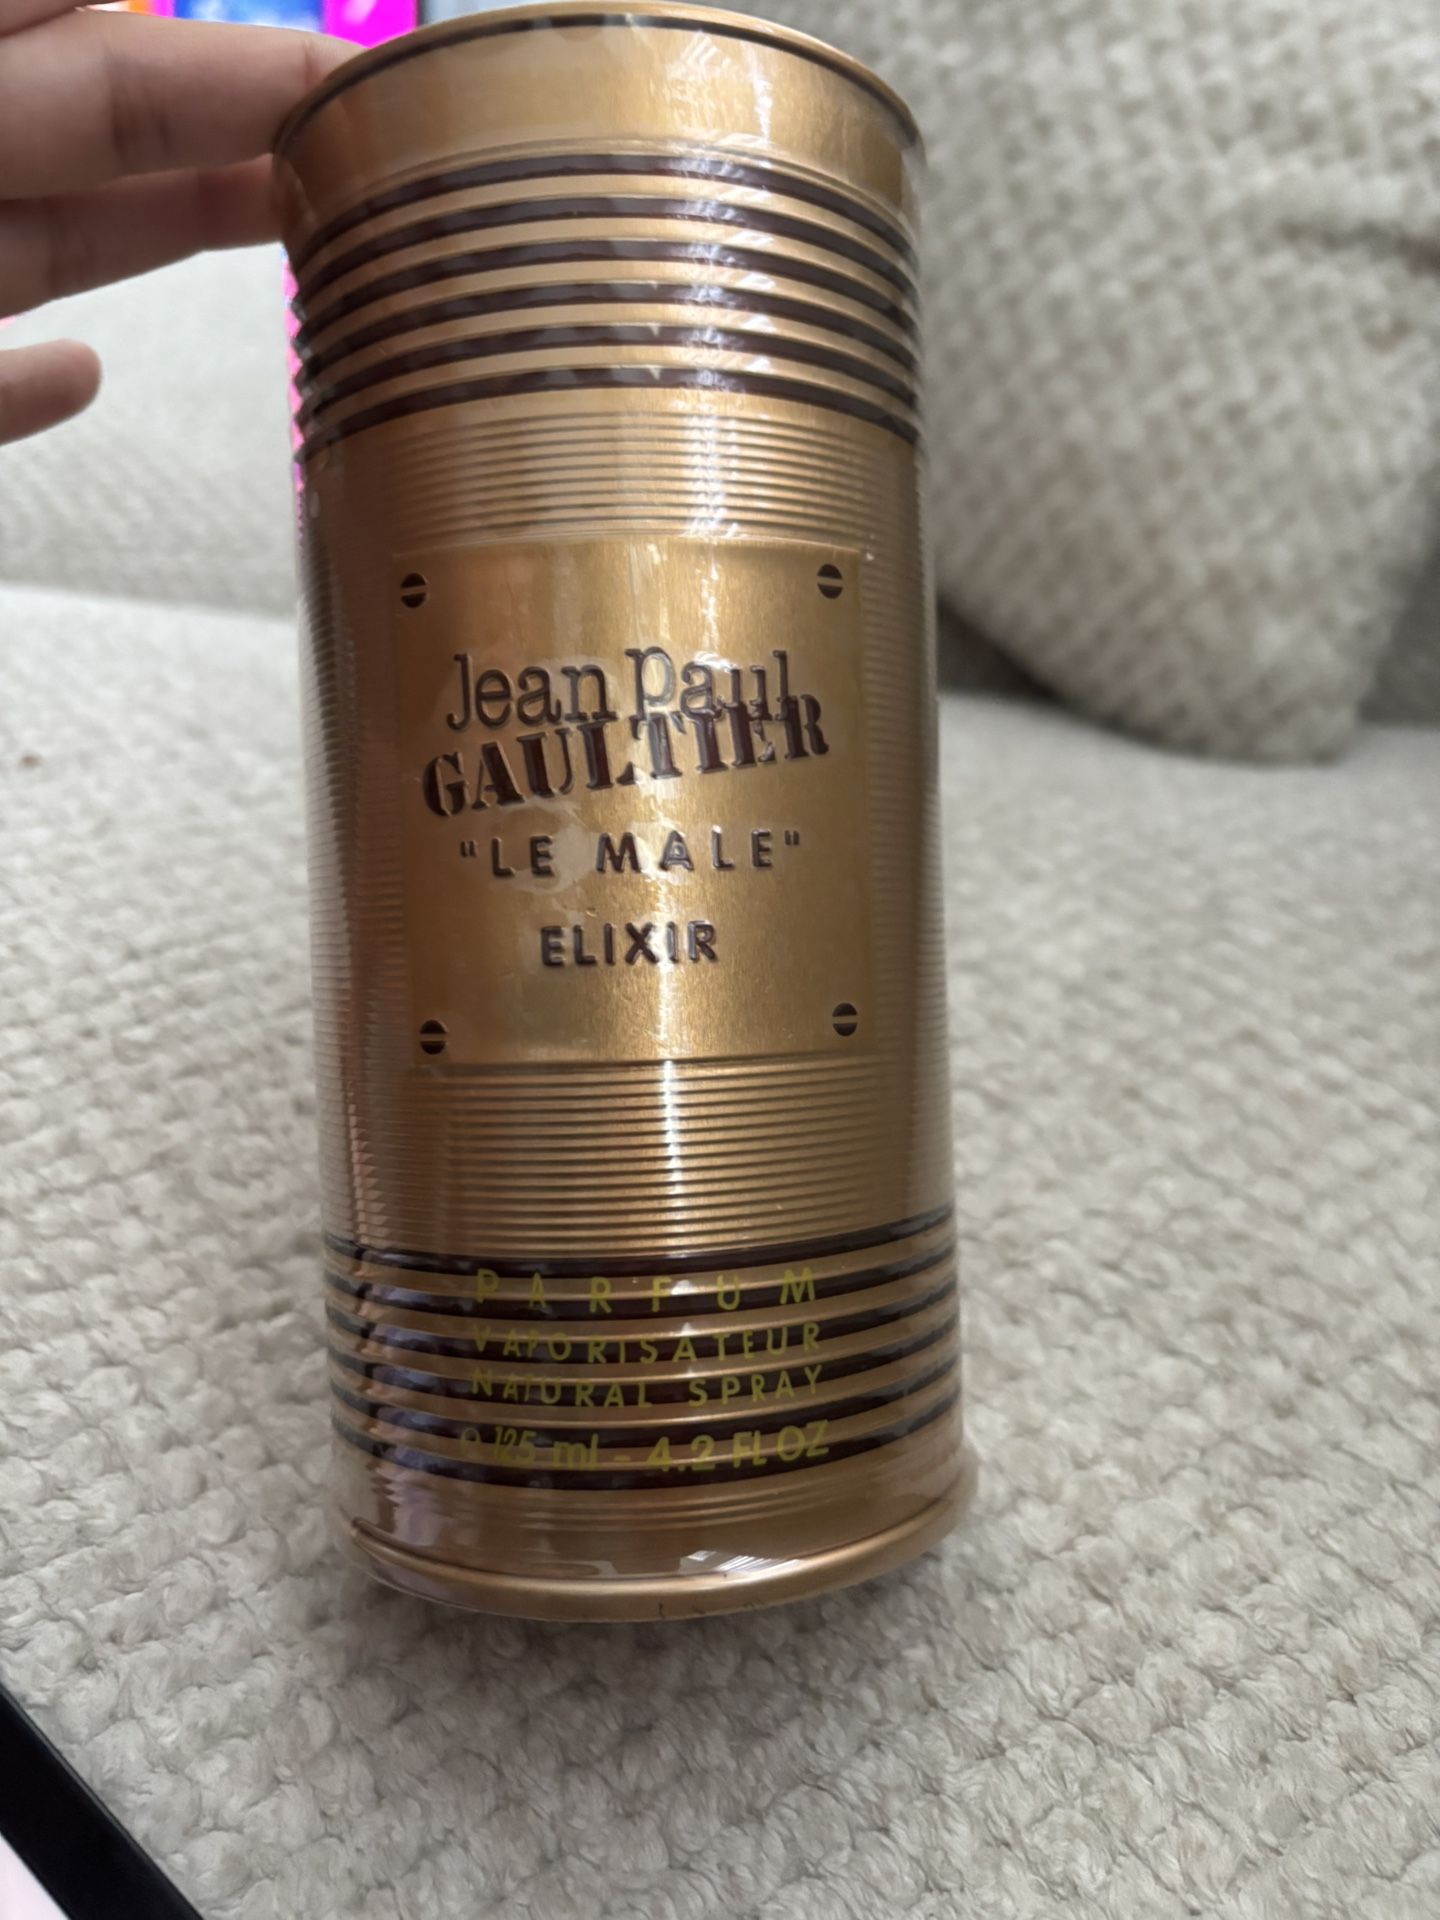 Jean Paul
GAULTIER
"LE MALE"
ELIXIR
PARFUM
VAPORISATEUR
NATURAL SPRAY
℮ 125 ml - 4.2 FL OZ